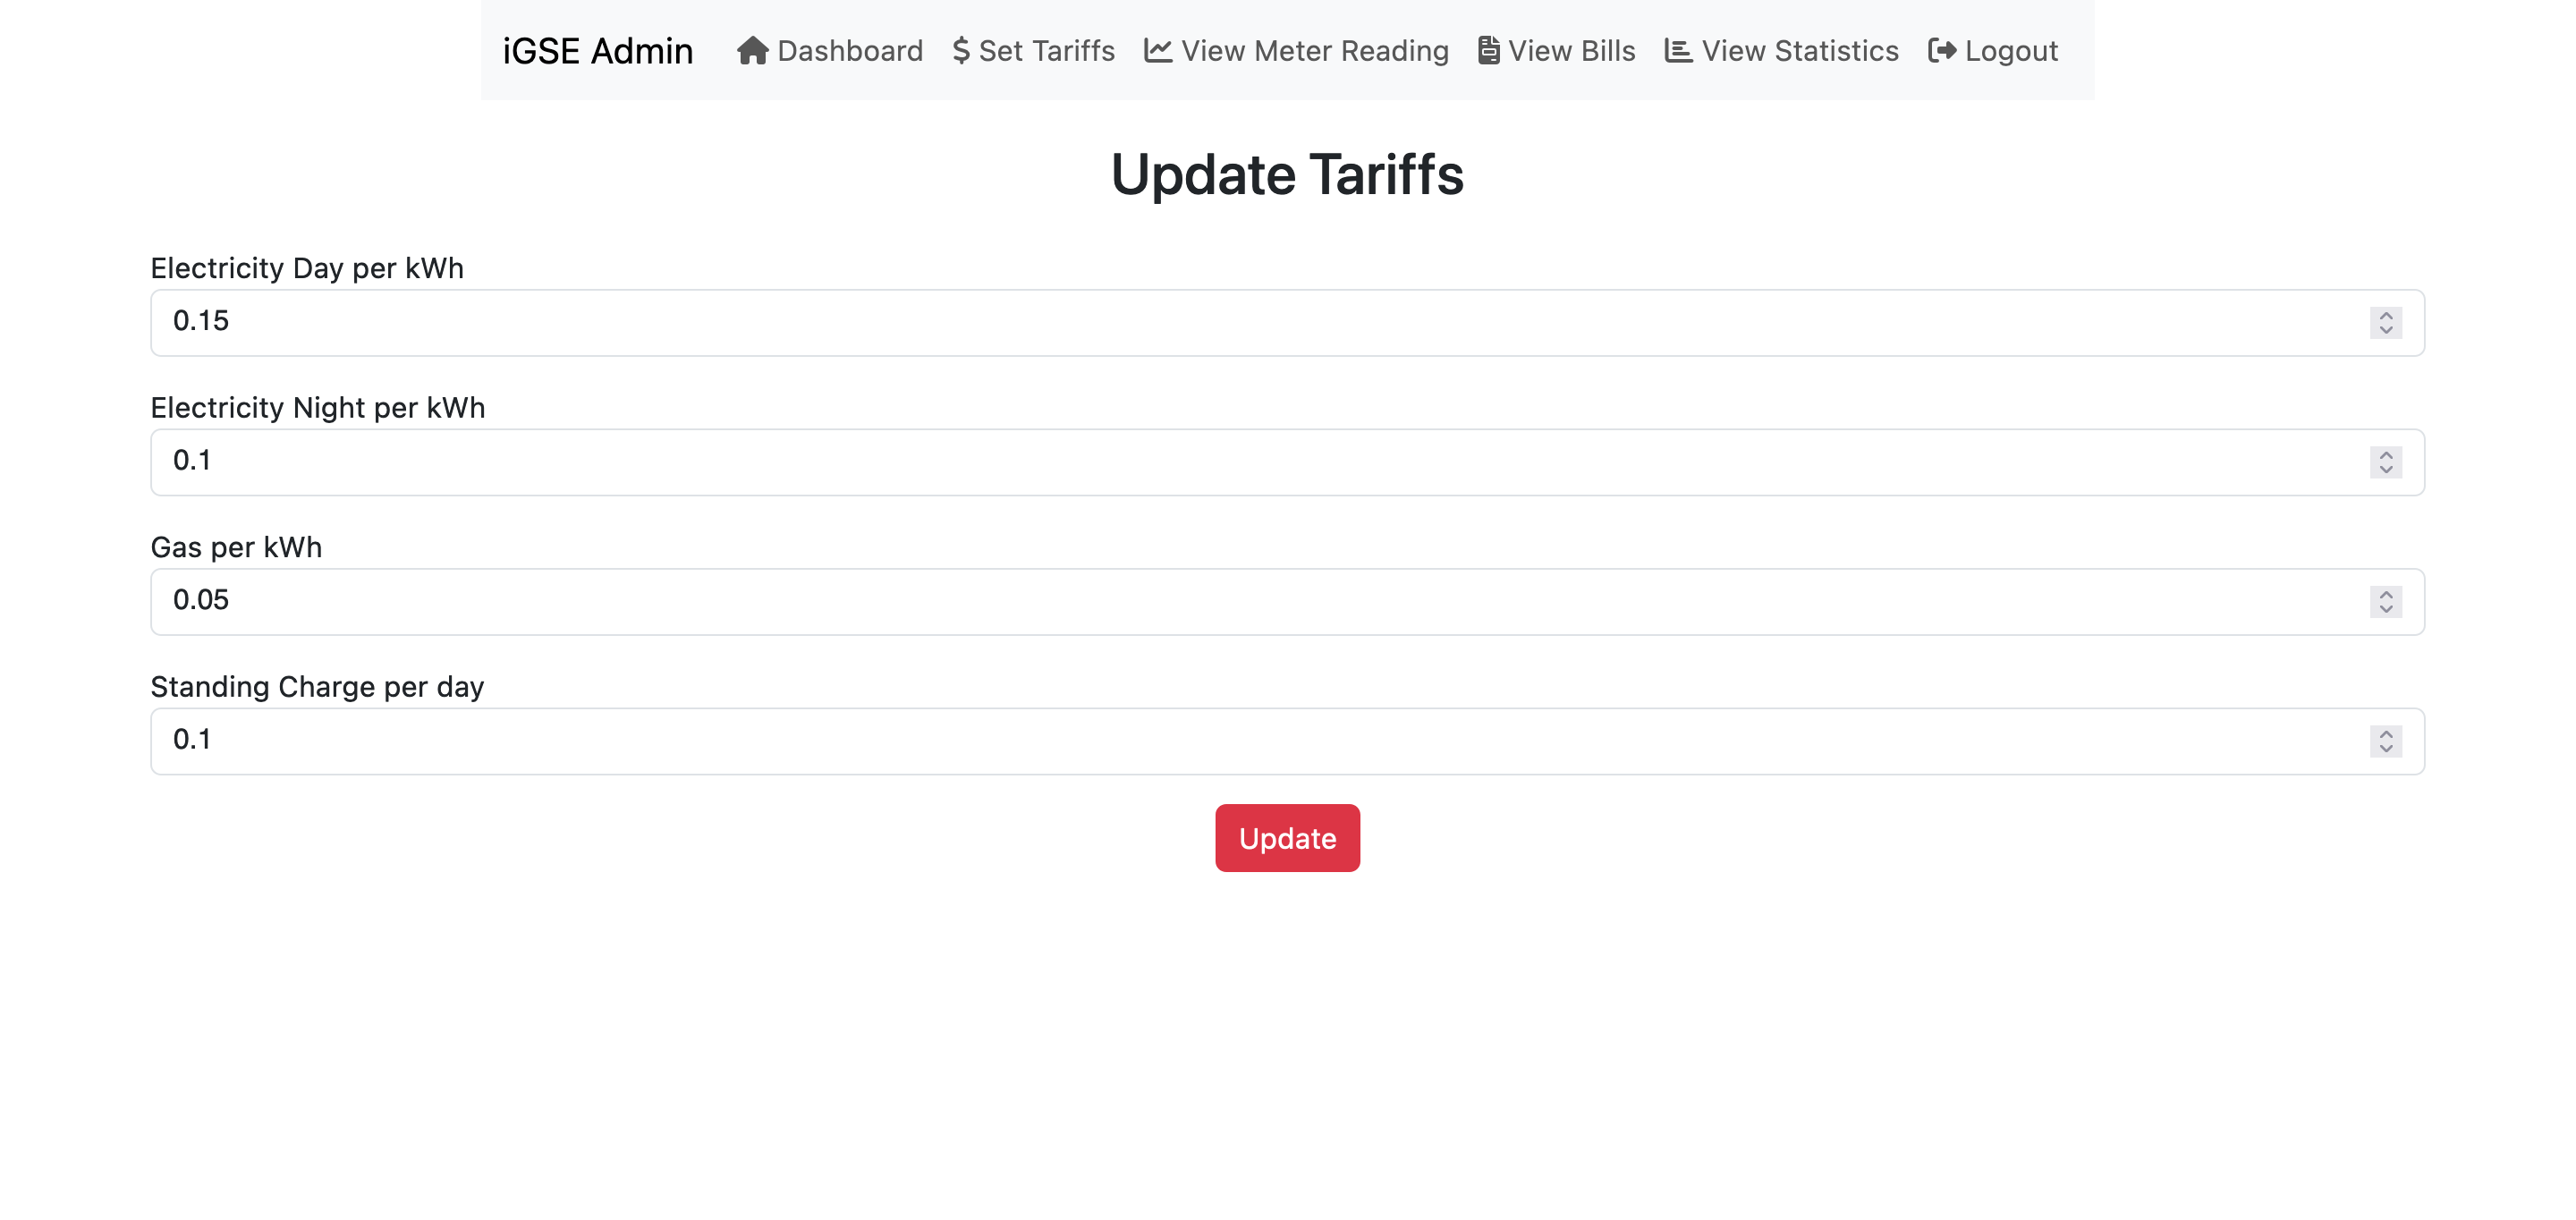 iGSE Admin Dashboard Set Tariffs View Meter Reading View Bills View Statistics Logout
Update Tariffs
Electricity Day per kWh
0.15
Electricity Night per kWh
0.1
Gas per kWh
0.05
Standing Charge per day
0.1
Update